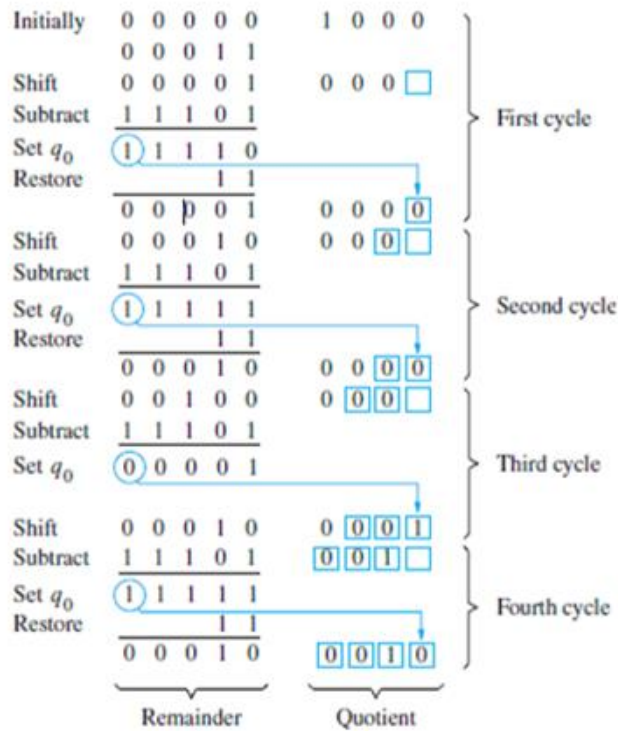 Initially 0 0 0 0 0 1 0 0 0
0 0 0 1 1
Shift 0 0 0 0 1 0 0 0
Subtract 1 1 1 0 1
First cycle
Set q0 1 1 1 1 0
Restore 1 1
0 0 0 0 1 0 0 0 0
Shift 0 0 0 1 0 0 0 0
Subtract 1 1 1 0 1
Set q0 1 1 1 1 1 Second cycle
Restore 1 1
0 0 0 1 0 0 0 0 0
Shift 0 0 1 0 0 0 0 0
Subtract 1 1 1 0 1
Set q0 0 0 0 0 1 Third cycle
Shift 0 0 0 1 0 0 0 0 1
Subtract 1 1 1 0 1 0 0 1
Set q0 1 1 1 1 1 Fourth cycle
Restore 1 1
0 0 0 1 0 0 0 1 0
Remainder Quotient